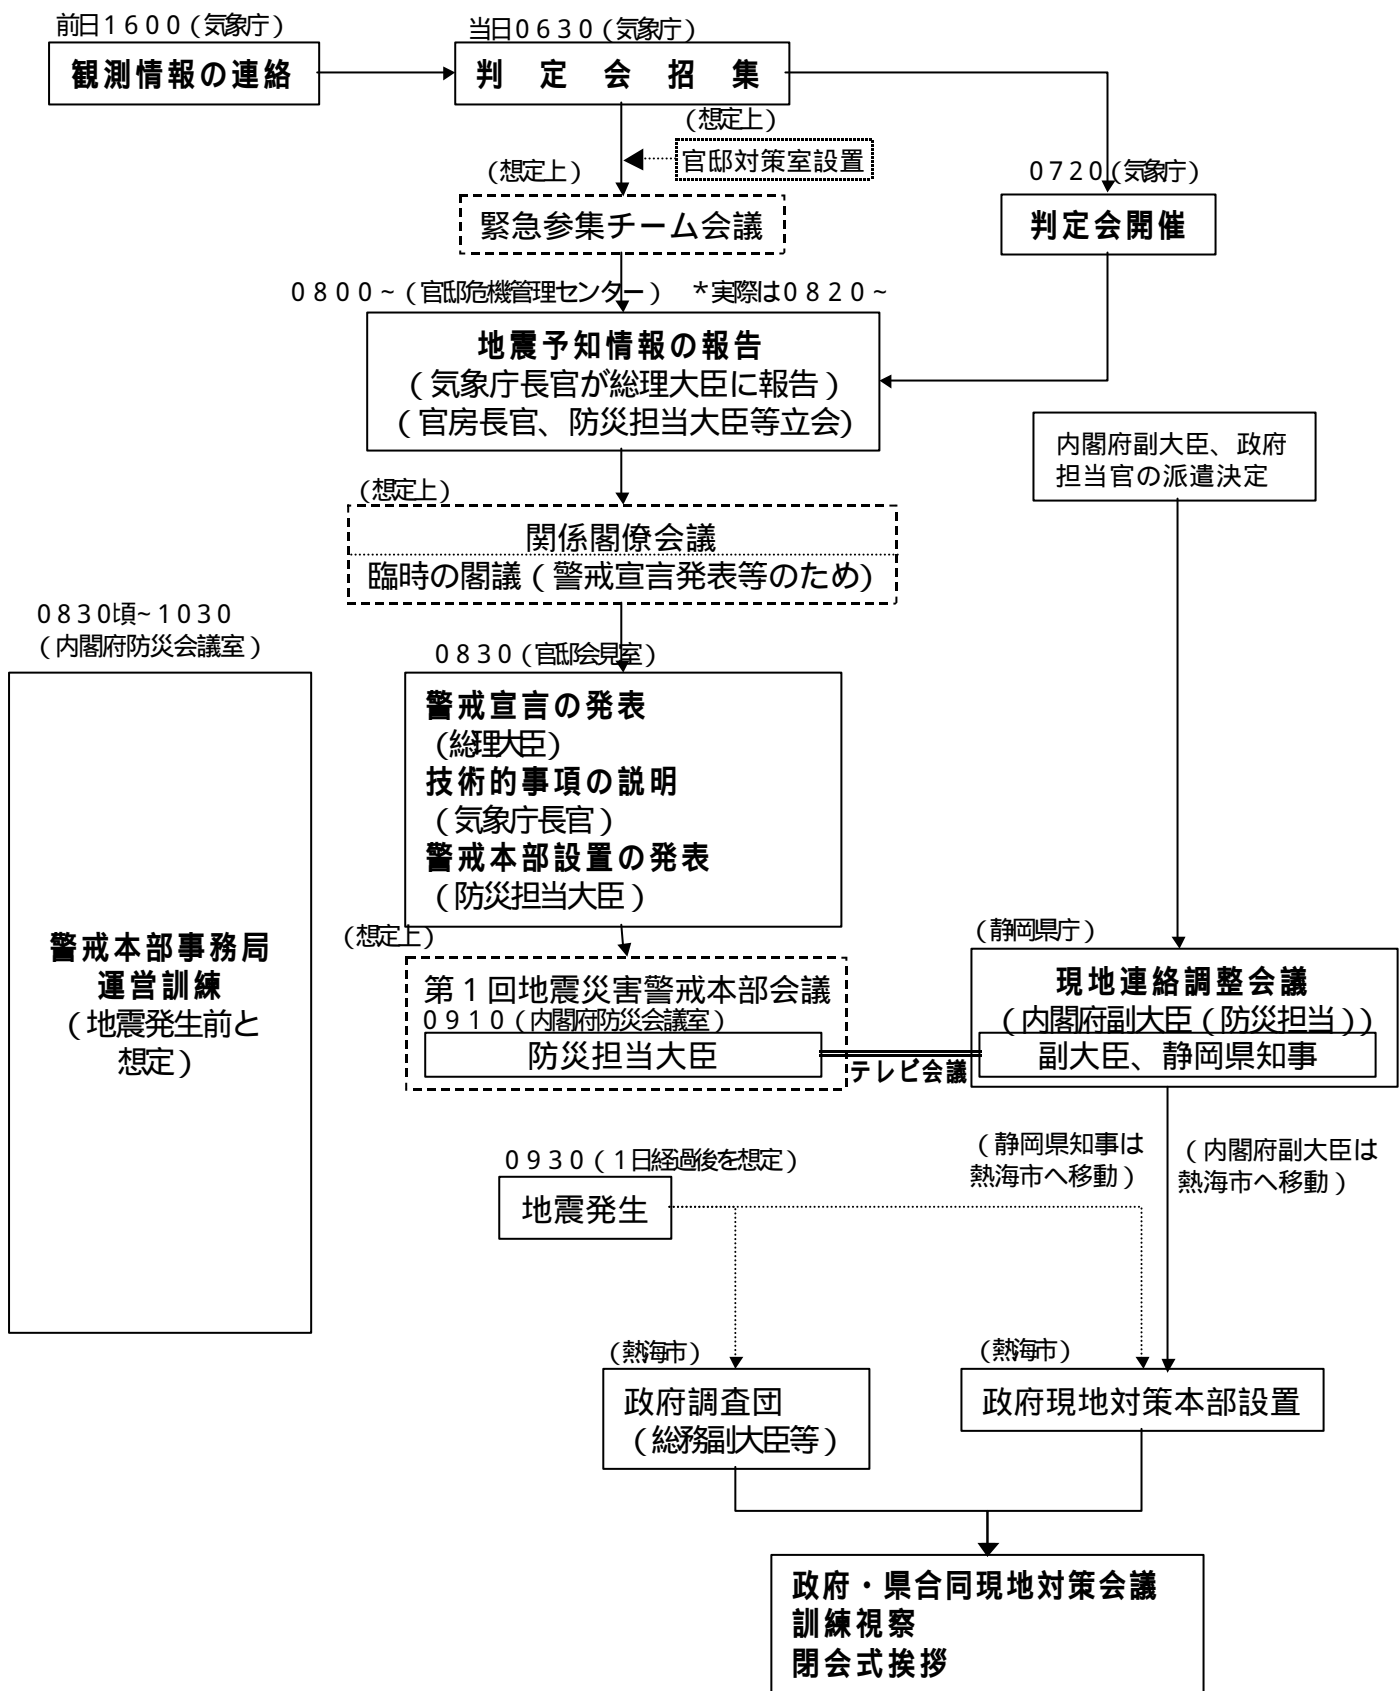 前日1600(気象庁)
観測情報の連絡
当日0630(気象庁)
判定会招集
(想定上)
官邸対策室設置
(想定上)
緊急参集チーム会議
0720(気象庁)
判定会開催
0800~(官邸危機管理センター) *実際は0820~
地震予知情報の報告
(気象庁長官が総理大臣に報告)
(官房長官、防災担当大臣等立会)
内閣府副大臣、政府
担当官の派遣決定
(想定上)
関係閣僚会議
臨時の閣議(警戒宣言発表等のため)
0830頃~1030
(内閣府防災会議室)
警戒本部事務局
運営訓練
(地震発生前と
想定)
0830(官邸会見室)
警戒宣言の発表
(総理大臣)
技術的事項の説明
(気象庁長官)
警戒本部設置の発表
(防災担当大臣)
(想定上)
第1回地震災害警戒本部会議
0910(内閣府防災会議室)
防災担当大臣
テレビ会議
(静岡県庁)
現地連絡調整会議
(内閣府副大臣(防災担当))
副大臣、静岡県知事
(静岡県知事は
熱海市へ移動)
(内閣府副大臣は
熱海市へ移動)
0930(1日経過後を想定)
地震発生
(熱海市)
政府調査団
(総務副大臣等)
(熱海市)
政府現地対策本部設置
政府・県合同現地対策会議
訓練視察
閉会式挨拶